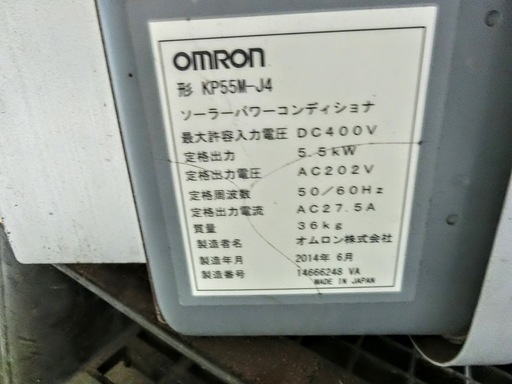 OMRON
形 KP55M-J4
ソーラーパワーコンディショナ
最大許容入力電圧 DC400V
定格出力 5.5kW
定格出力電圧 AC202V
定格周波数 50/60Hz
定格出力電流 AC27.5A
質量 36kg
製造者名 オムロン株式会社
製造年月 2014年 6月
製造番号 14666248 VA
MADE IN JAPAN